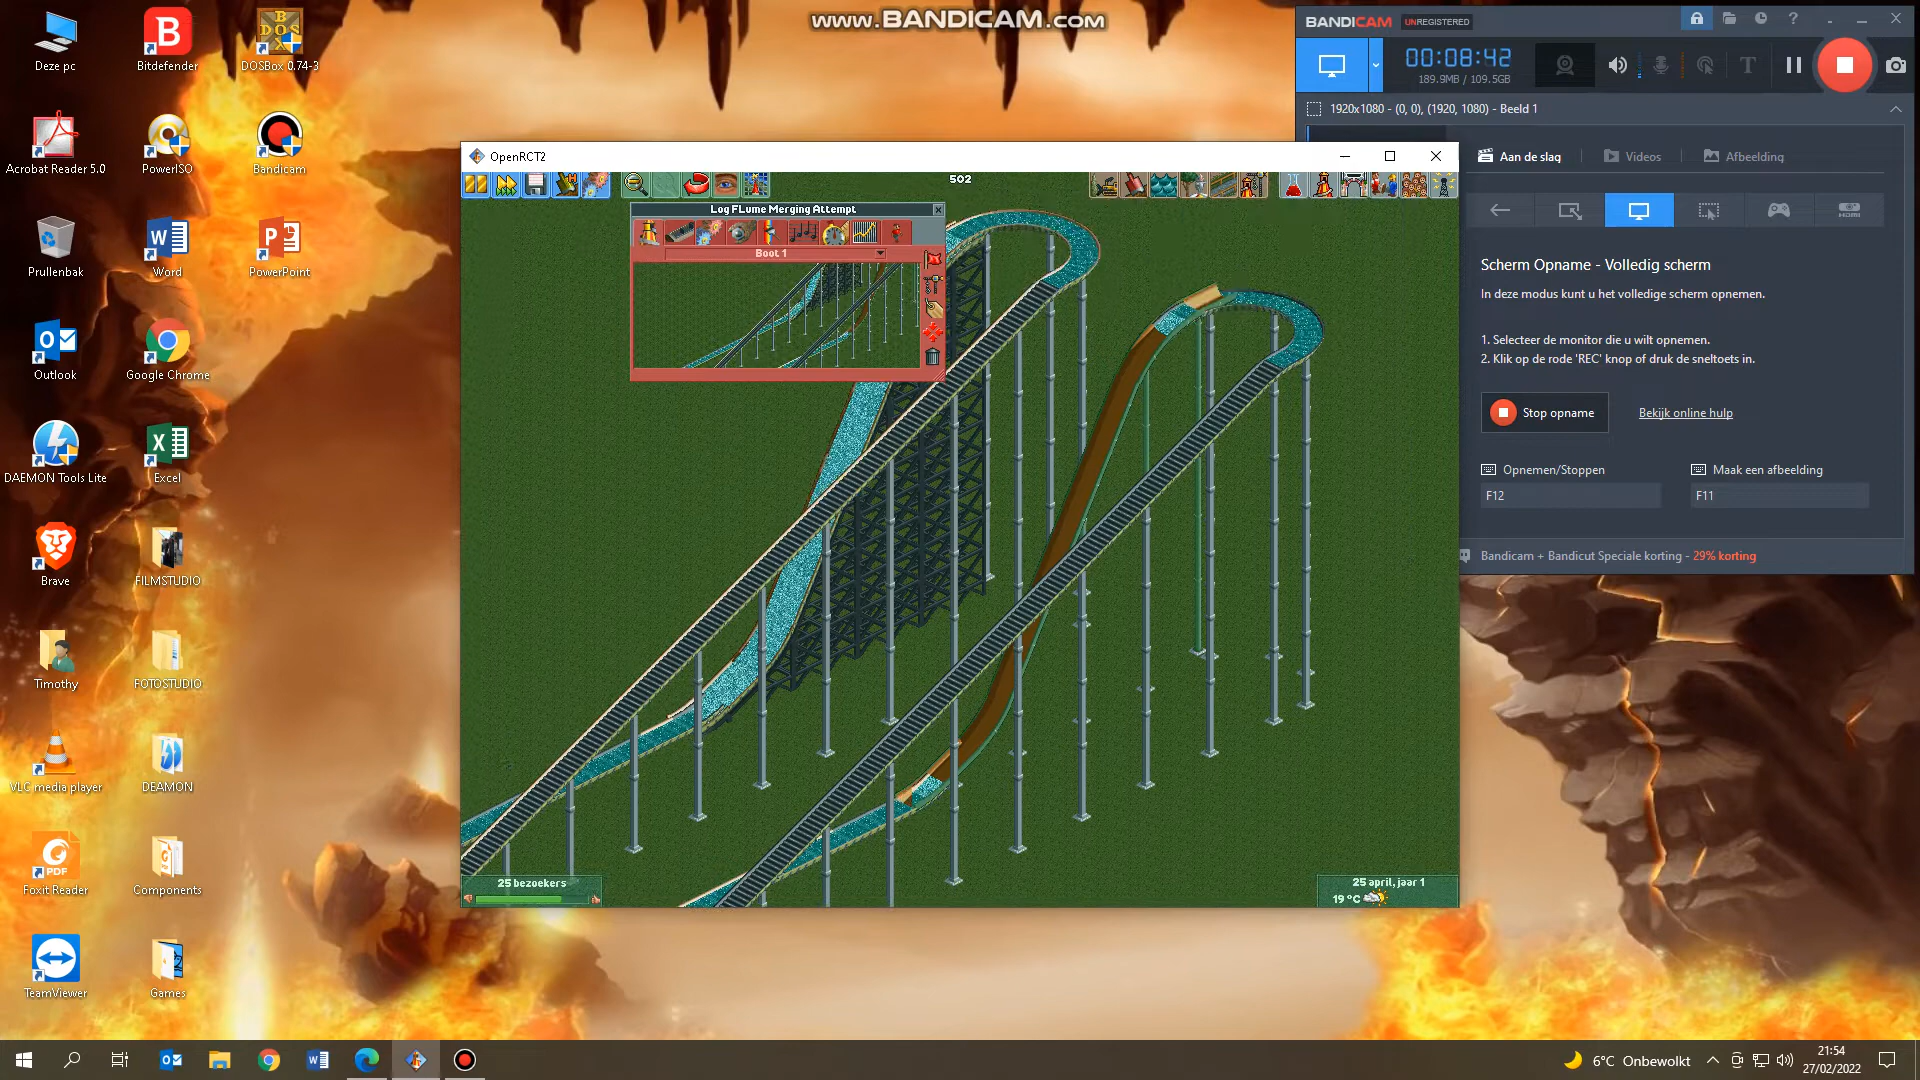 www.BANDICAM.com
Deze pc
Bitdefender
DOSBox 0.74-3
Acrobat Reader 5.0
PowerISO
Bandicam
Prullenbak
Word
PowerPoint
Outlook
Google Chrome
DAEMON Tools Lite
Excel
Brave
FILMSTUDIO
Timothy
FOTOSTUDIO
VLC media player
DEAMON
Foxit Reader
Components
TeamViewer
Games
OpenRCT2
502
Log FLume Merging Attempt
Boot 1
25 bezoekers
25 april, jaar 1
19 °C
BANDICAM UNREGISTERED
00:08:42
189.9MB / 109.5GB
1920x1080 - (0, 0), (1920, 1080) - Beeld 1
Aan de slag
Videos
Afbeelding
HDMI
Scherm Opname - Volledig scherm
In deze modus kunt u het volledige scherm opnemen.
1. Selecteer de monitor die u wilt opnemen.
2. Klik op de rode 'REC' knop of druk de sneltoets in.
Stop opname
Bekijk online hulp
Opnemen/Stoppen
Maak een afbeelding
F12
F11
Bandicam + Bandicut Speciale korting - 29% korting
6°C Onbewolkt
21:54
27/02/2022